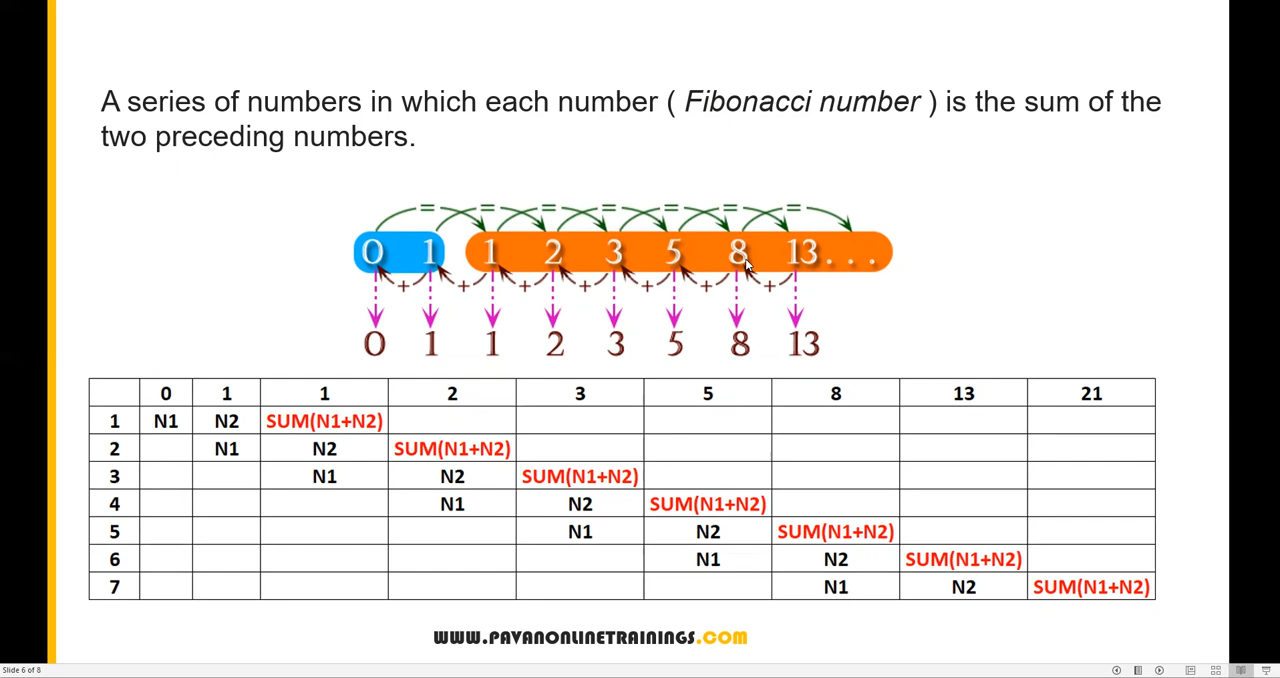 A series of numbers in which each number ( Fibonacci number ) is the sum of the
two preceding numbers.
= = = = = = =
0 1 1 2 3 5 8 13. . .
+ + + + + + +
0 1 1 2 3 5 8 13
0 1 1 2 3 5 8 13 21
1 N1 N2 SUM(N1+N2)
2 N1 N2 SUM(N1+N2)
3 N1 N2 SUM(N1+N2)
4 N1 N2 SUM(N1+N2)
5 N1 N2 SUM(N1+N2)
6 N1 N2 SUM(N1+N2)
7 N1 N2 SUM(N1+N2)
WWW.PAVANONLINETRAININGS.COM
Slide 6 of 8